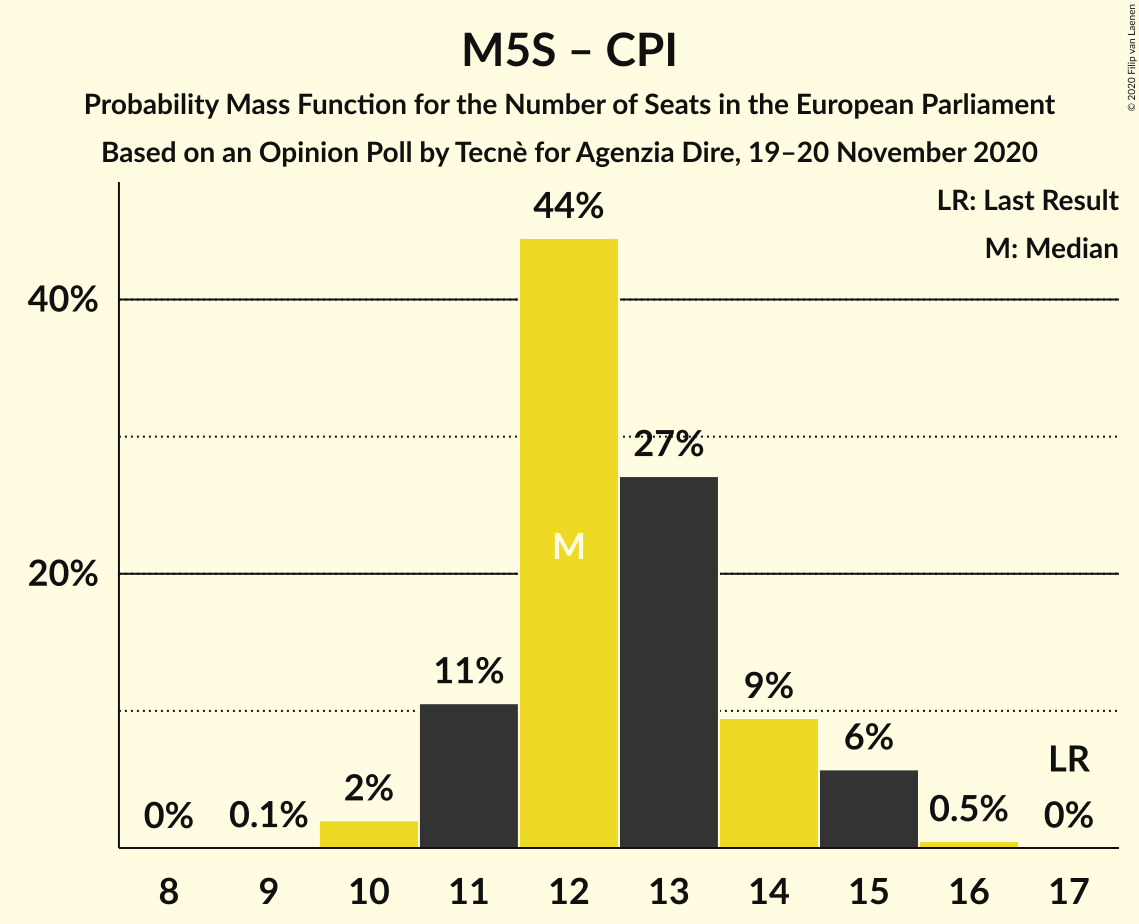 M5S – CPI
Probability Mass Function for the Number of Seats in the European Parliament
Based on an Opinion Poll by Tecnè for Agenzia Dire, 19–20 November 2020
© 2020 Filip van Laenen
LR: Last Result
M: Median
44%
40%
27%
M
20%
11%
9%
6%
LR
2%
0%
0.1%
0.5%
0%
8 9 10 11 12 13 14 15 16 17